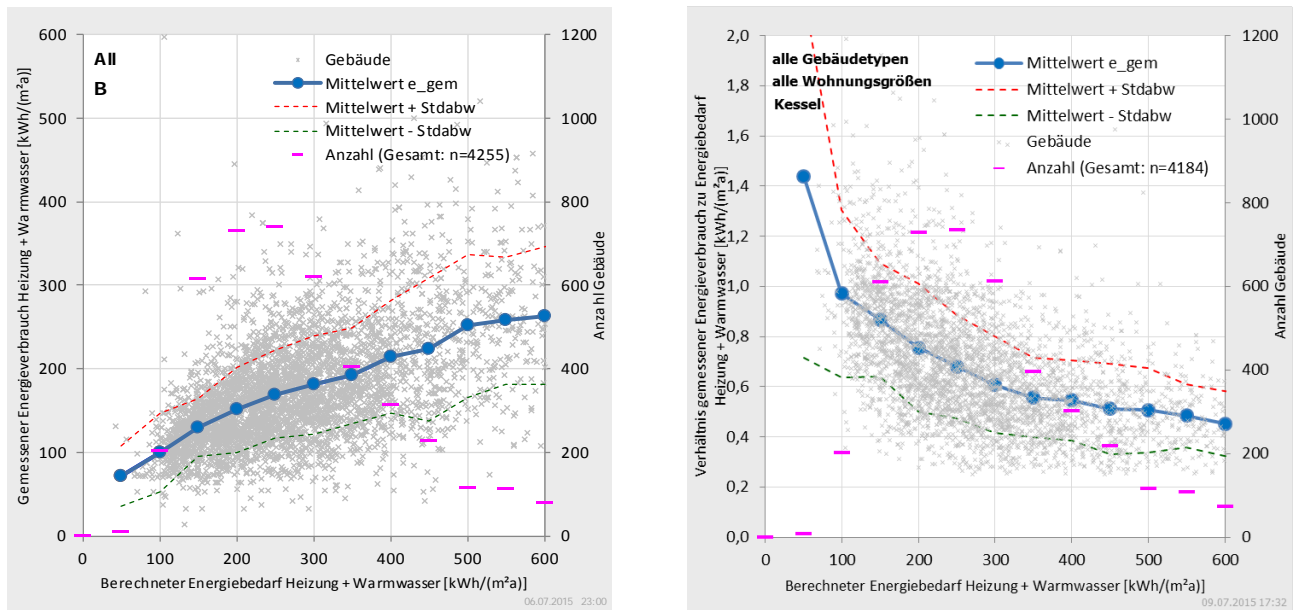 All
B
Gebäude
Mittelwert e_gem
Mittelwert + Stdabw
Mittelwert - Stdabw
Anzahl (Gesamt: n=4255)
Gemessener Energieverbrauch Heizung + Warmwasser [kWh/(m²a)]
600
500
400
300
200
100
0
1200
1000
800
600
400
200
0
Anzahl Gebäude
0 100 200 300 400 500 600
Berechneter Energiebedarf Heizung + Warmwasser [kWh/(m²a)]
06.07.2015 23:00
alle Gebäudetypen
alle Wohnungsgrößen
Kessel
Mittelwert e_gem
Mittelwert + Stdabw
Mittelwert - Stdabw
Gebäude
Anzahl (Gesamt: n=4184)
Verhältnis gemessener Energieverbrauch zu Energiebedarf
Heizung + Warmwasser [kWh/(m²a)]
2,0
1,8
1,6
1,4
1,2
1,0
0,8
0,6
0,4
0,2
0,0
1200
1000
800
600
400
200
0
Anzahl Gebäude
0 100 200 300 400 500 600
Berechneter Energiebedarf Heizung + Warmwasser [kWh/(m²a)]
09.07.2015 17:32